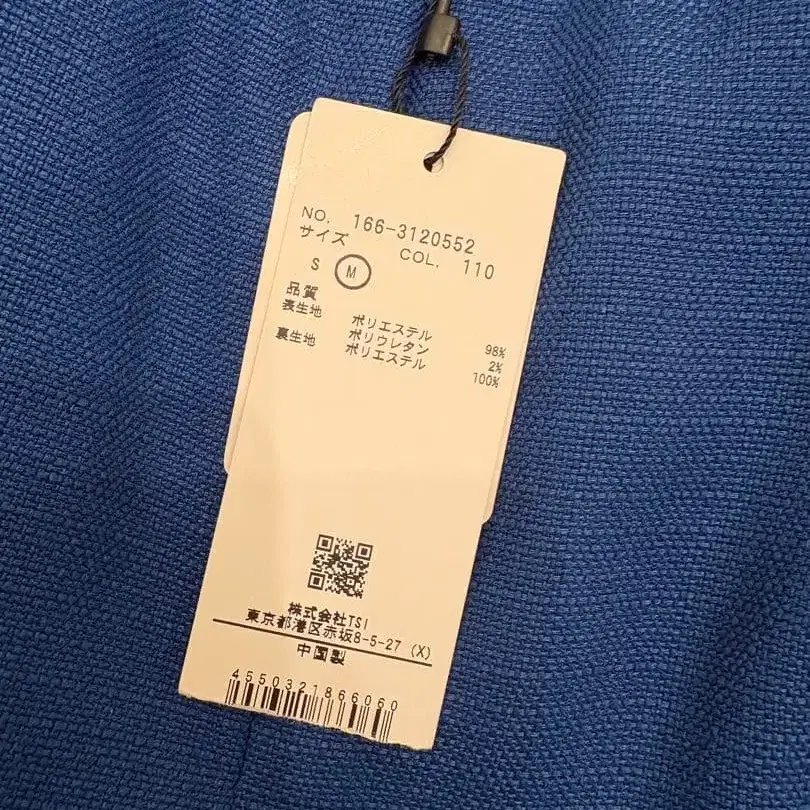 NO. 166-3120552
サイズ COL. 110
S M
品質
表生地 ポリエステル 98%
ポリウレタン 2%
裏生地 ポリエステル 100%
株式会社TSI
東京都港区赤坂8-5-27 (X)
中国製
4550321866060